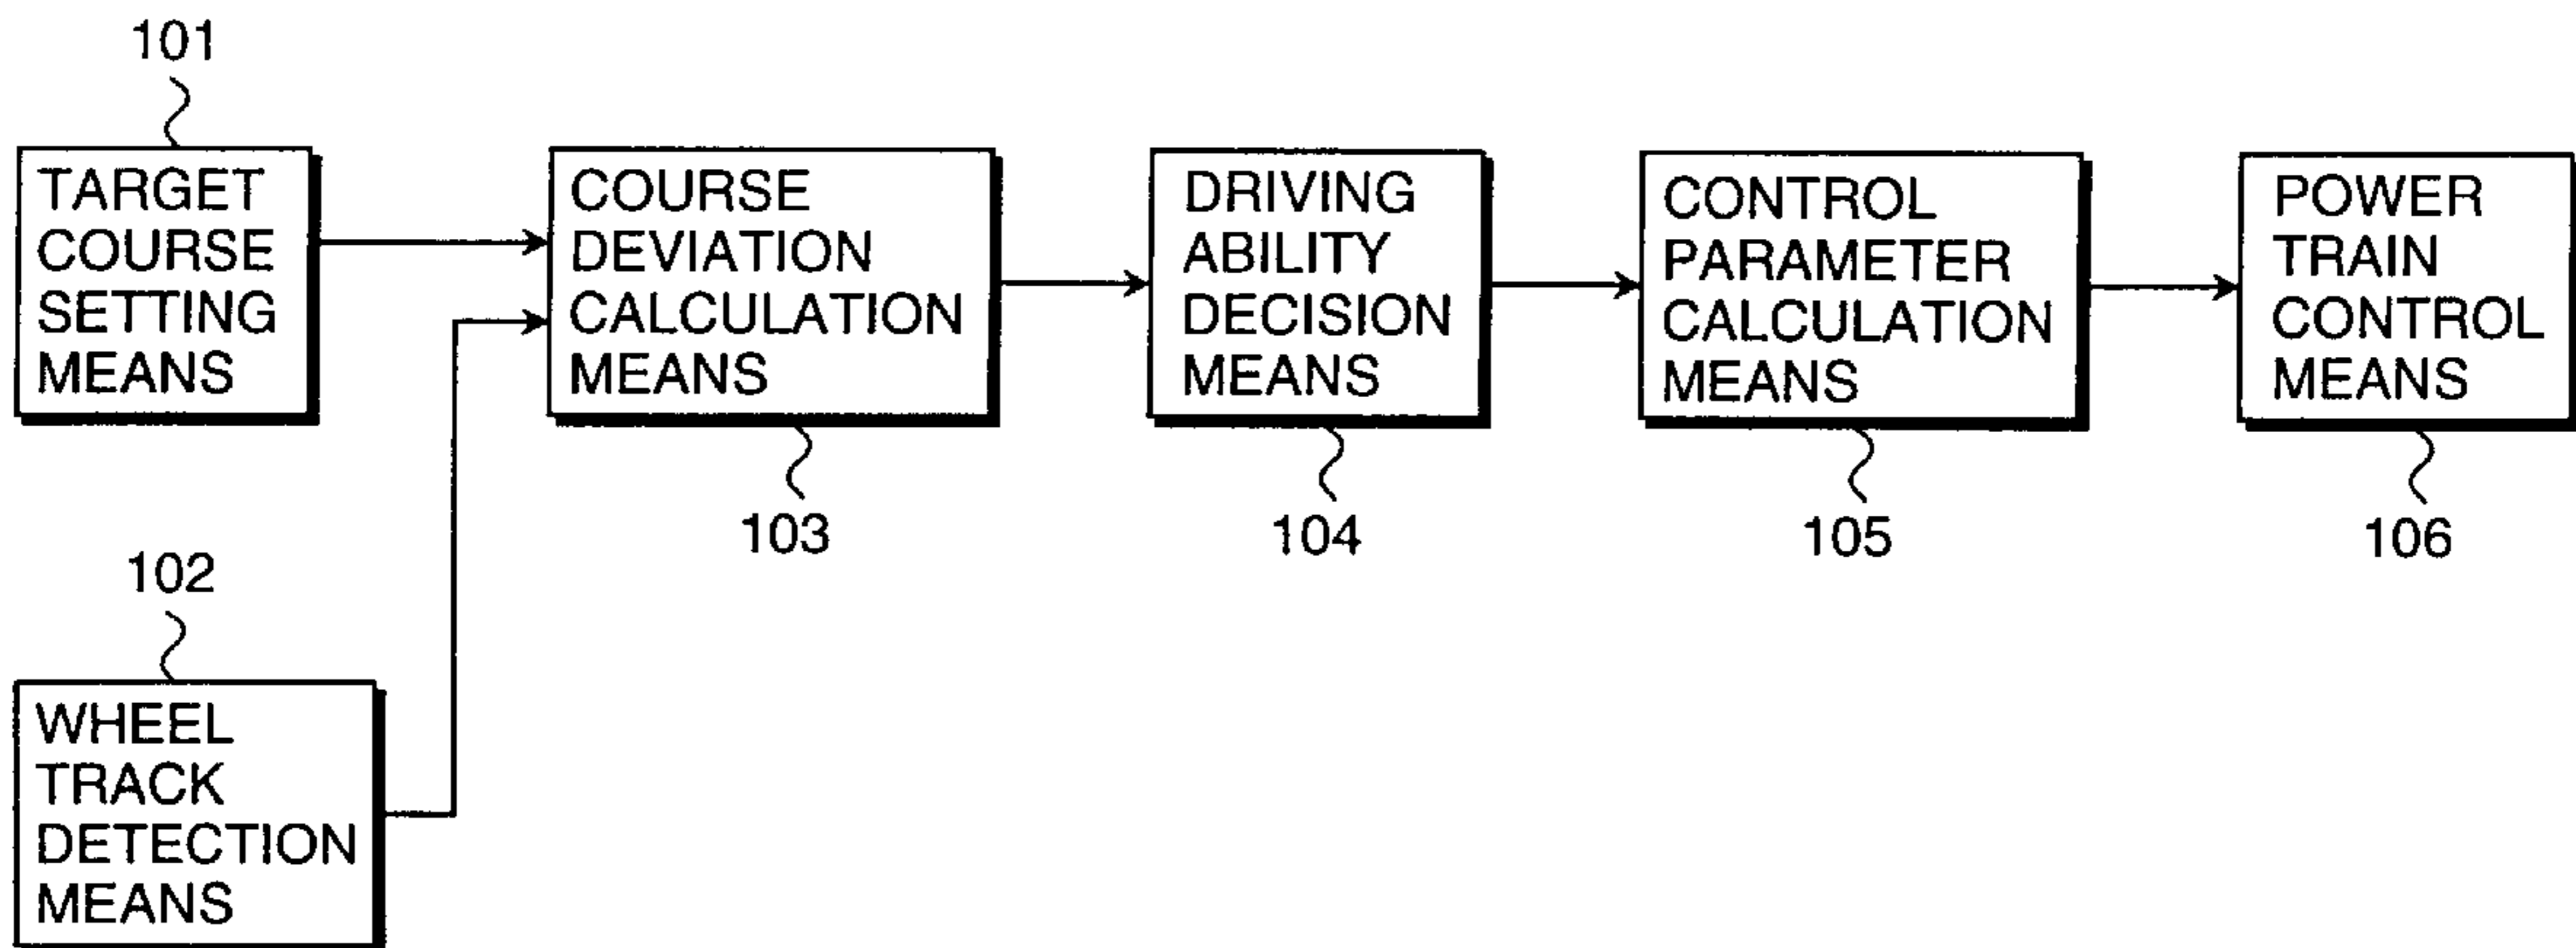 101
TARGET
COURSE
SETTING
MEANS
COURSE
DEVIATION
CALCULATION
MEANS
103
DRIVING
ABILITY
DECISION
MEANS
104
CONTROL
PARAMETER
CALCULATION
MEANS
105
POWER
TRAIN
CONTROL
MEANS
106
102
WHEEL
TRACK
DETECTION
MEANS